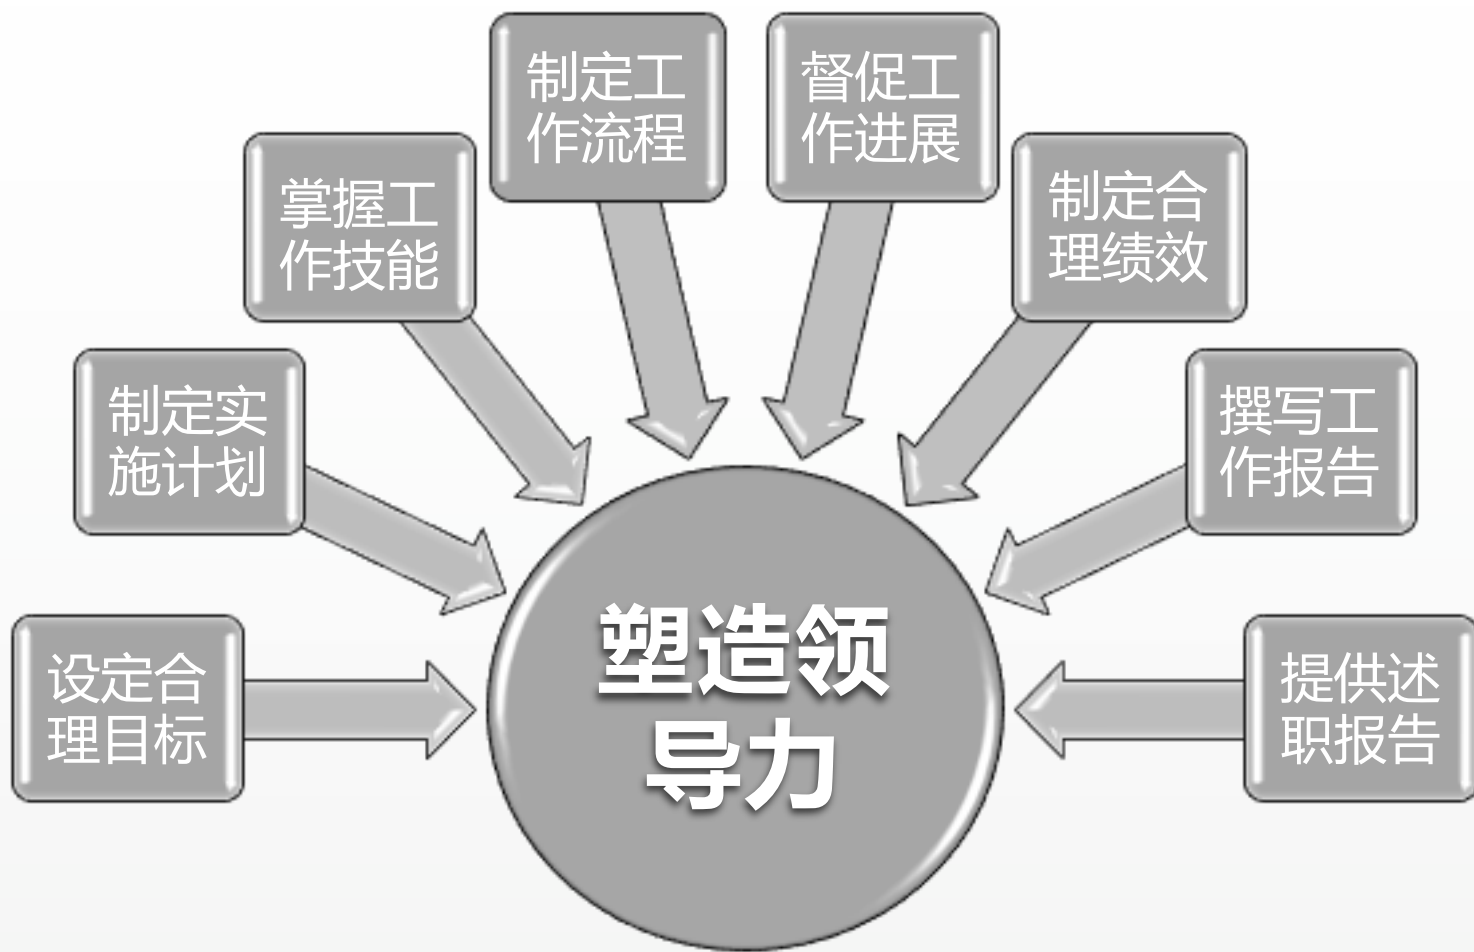 制定工
作流程
督促工
作进展
掌握工
作技能
制定合
理绩效
制定实
施计划
撰写工
作报告
设定合
理目标
塑造领
导力
提供述
职报告